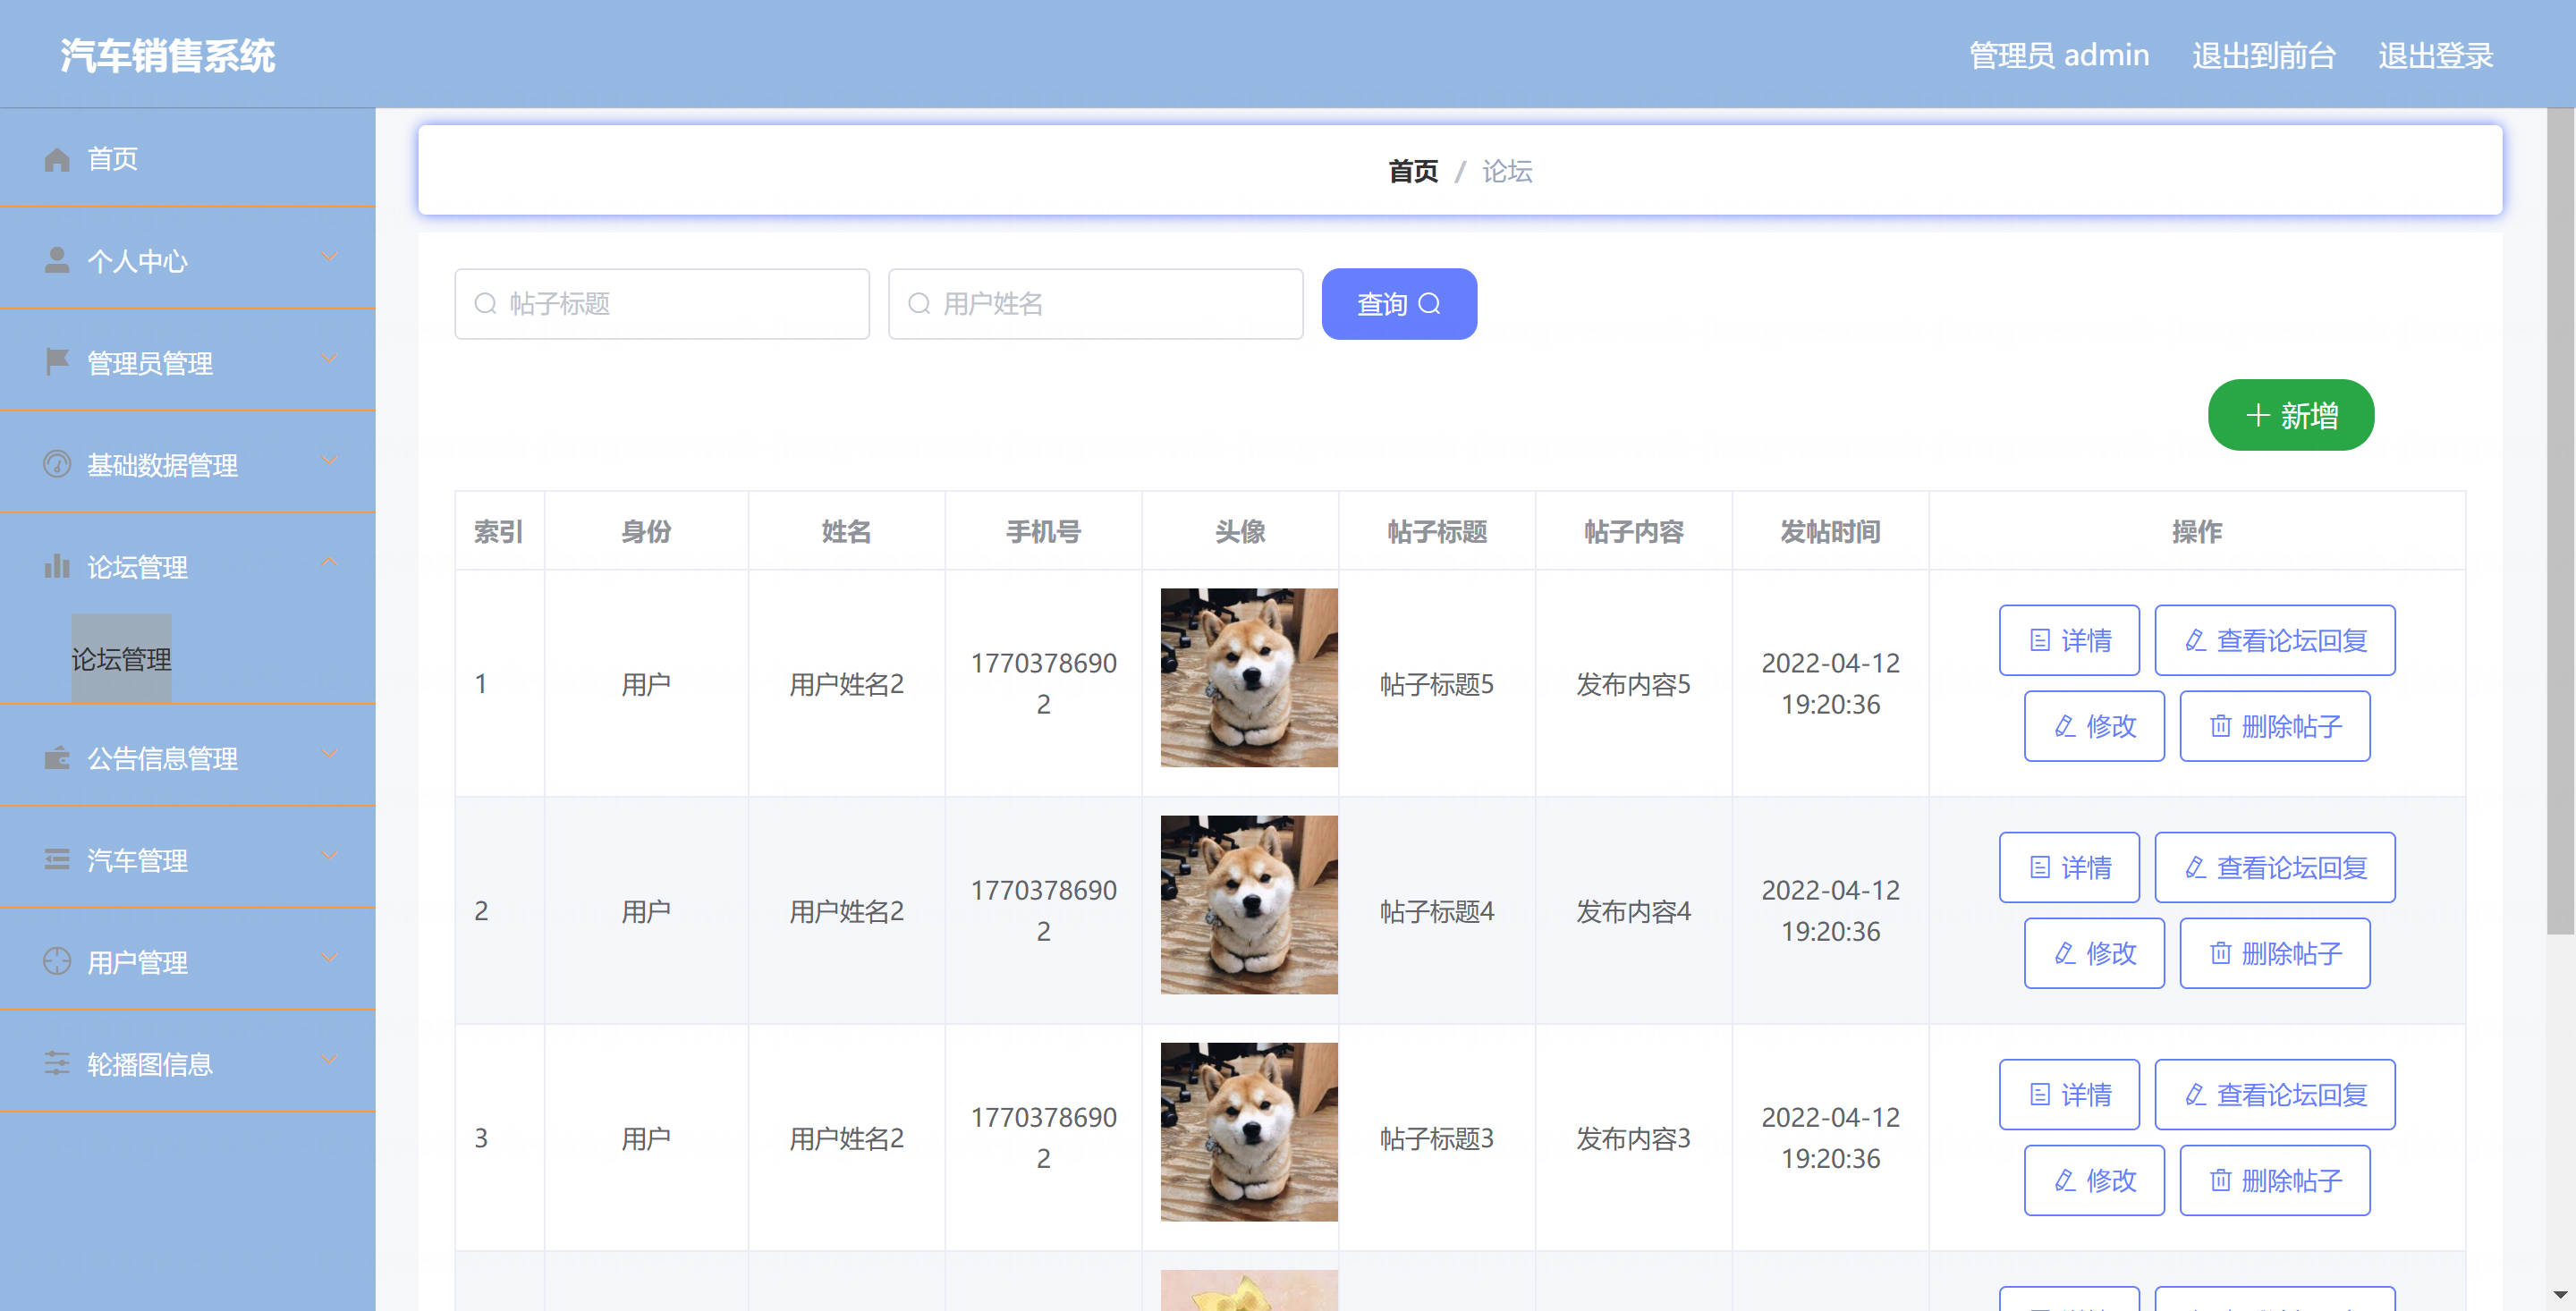 汽车销售系统
管理员 admin 退出到前台 退出登录
首页
个人中心
管理员管理
基础数据管理
论坛管理
论坛管理
公告信息管理
汽车管理
用户管理
轮播图信息
首页 / 论坛
帖子标题 用户姓名 查询
新增
索引 身份 姓名 手机号 头像 帖子标题 帖子内容 发帖时间 操作
1 用户 用户姓名2 1770378690
2 帖子标题5 发布内容5 2022-04-12
19:20:36
详情 查看论坛回复
修改 删除帖子
2 用户 用户姓名2 1770378690
2 帖子标题4 发布内容4 2022-04-12
19:20:36
详情 查看论坛回复
修改 删除帖子
3 用户 用户姓名2 1770378690
2 帖子标题3 发布内容3 2022-04-12
19:20:36
详情 查看论坛回复
修改 删除帖子